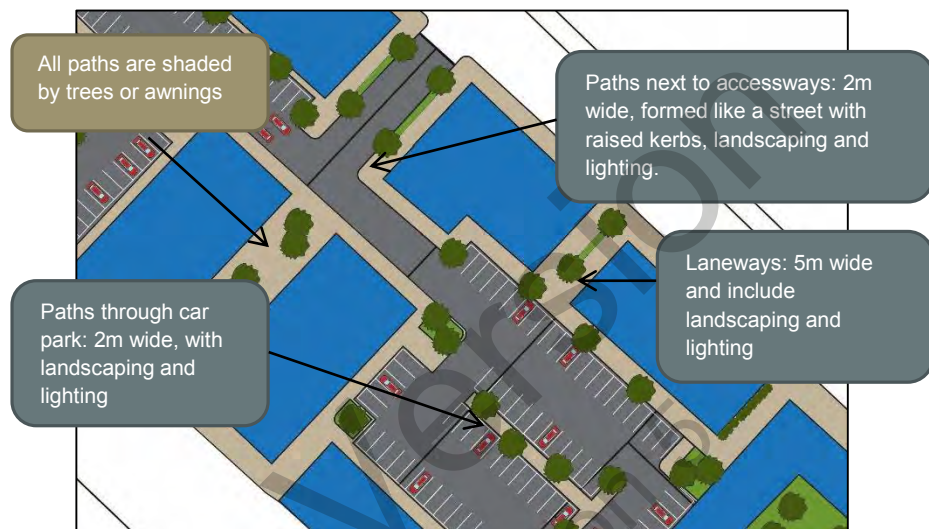 All paths are shaded
by trees or awnings
Paths next to accessways: 2m
wide, formed like a street with
raised kerbs, landscaping and
lighting.
Laneways: 5m wide
and include
landscaping and
lighting
Paths through car
park: 2m wide, with
landscaping and
lighting
Version